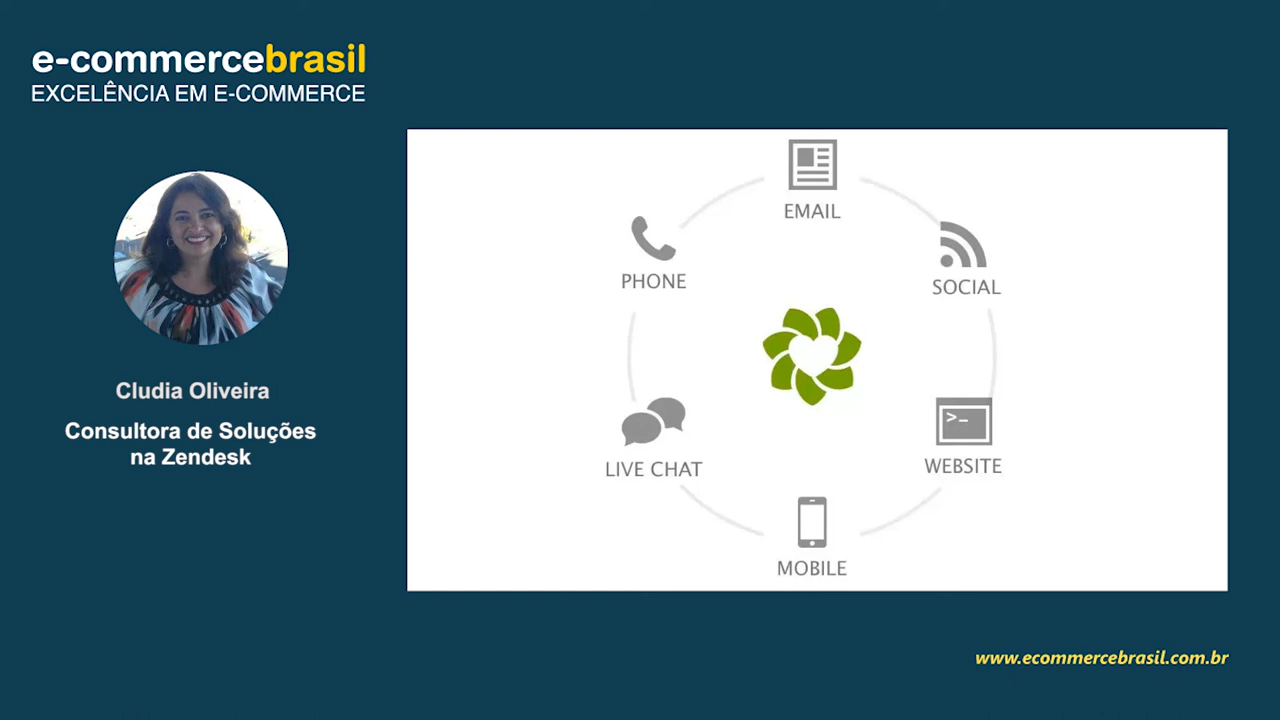 e-commercebrasil
EXCELÊNCIA EM E-COMMERCE
Cludia Oliveira
Consultora de Soluções
na Zendesk
EMAIL
PHONE
SOCIAL
LIVE CHAT
>_
WEBSITE
MOBILE
www.ecommercebrasil.com.br